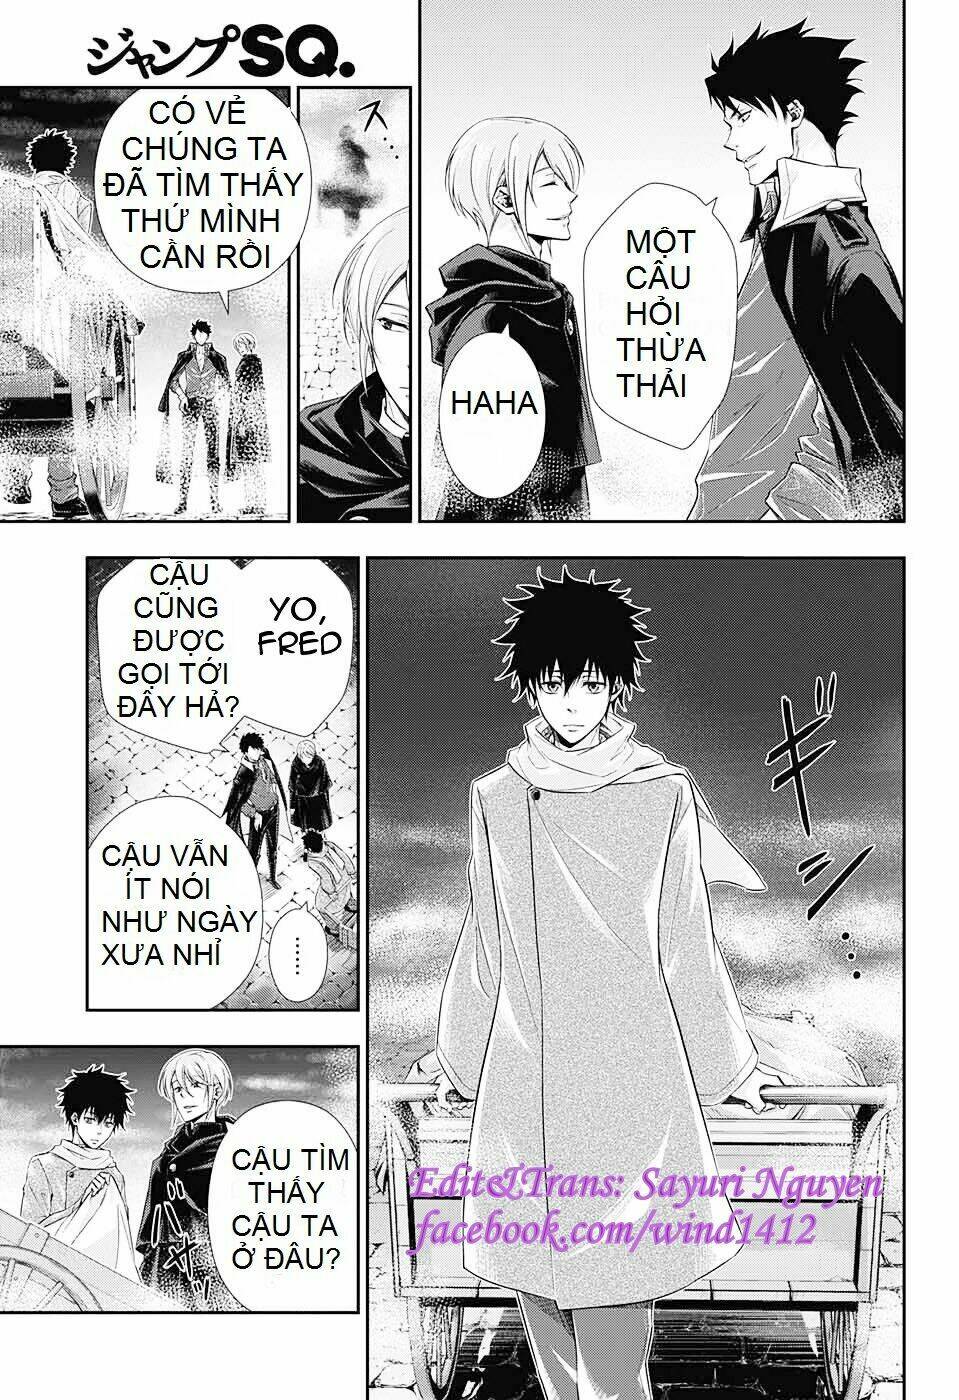 ジャンプSQ.
MỘT
CÂU
HỎI
THỪA
THẢI
HAHA
ス
CÓ VẺ
CHÚNG TA
ĐÃ TÌM THẤY
THỨ MÌNH
CẦN RỒI
ギッ
YO,
FRED
CẬU
CŨNG
ĐƯỢC
GỌI TỚI
ĐÂY HẢ?
......
CẬU VẪN
ÍT NÓI
NHƯ NGÀY
XƯA NHỈ
CẬU TÌM
THẤY
CẬU TA
Ở ĐÂU?
Edit&Trans: Sayuri Nguyen
facebook.com/wind1412